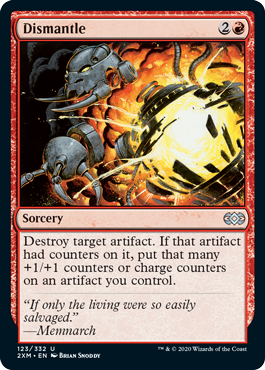 Dismantle 2
Sorcery
Destroy target artifact. If that artifact
had counters on it, put that many
+1/+1 counters or charge counters
on an artifact you control.
"If only the living were so easily
salvaged."
—Memnarch
123/332 U
2XM • EN Brian Snoddy
™ & © 2020 Wizards of the Coast